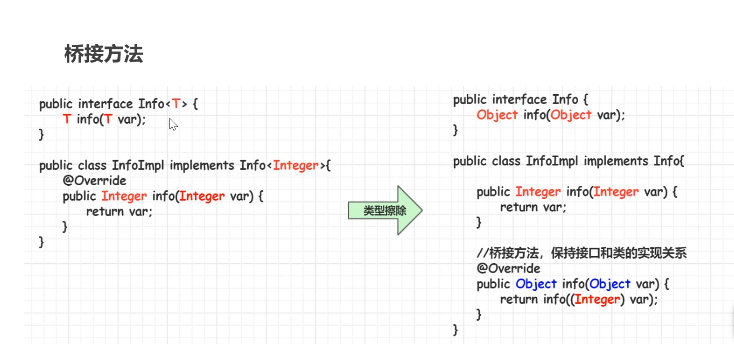 桥接方法
public interface Info<T> {
T info(T var);
}
public class InfoImpl implements Info<Integer>{
@Override
public Integer info(Integer var) {
return var;
}
}
类型擦除
public interface Info {
Object info(Object var);
}
public class InfoImpl implements Info{
public Integer info(Integer var) {
return var;
}
//桥接方法，保持接口和类的实现关系
@Override
public Object info(Object var) {
return info((Integer) var);
}
}